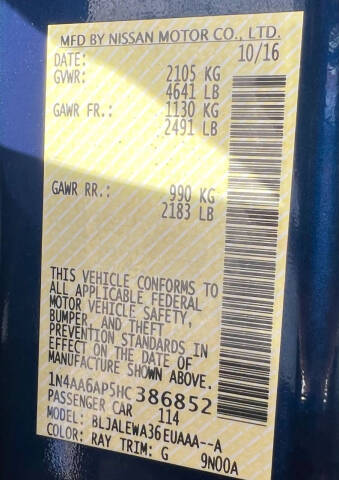 MFD BY NISSAN MOTOR CO., LTD.
DATE: 10/16
GVWR: 2105 KG
4641 LB
GAWR FR.: 1130 KG
2491 LB
GAWR RR.: 990 KG
2183 LB
THIS VEHICLE CONFORMS TO
ALL APPLICABLE FEDERAL
MOTOR VEHICLE SAFETY,
BUMPER, AND THEFT
PREVENTION STANDARDS IN
EFFECT ON THE DATE OF
MANUFACTURE SHOWN ABOVE.
1N4AA6AP5HC386852
PASSENGER CAR 114
MODEL: BLJALEWA36EUAAA--A
COLOR: RAY TRIM: G 9N00A